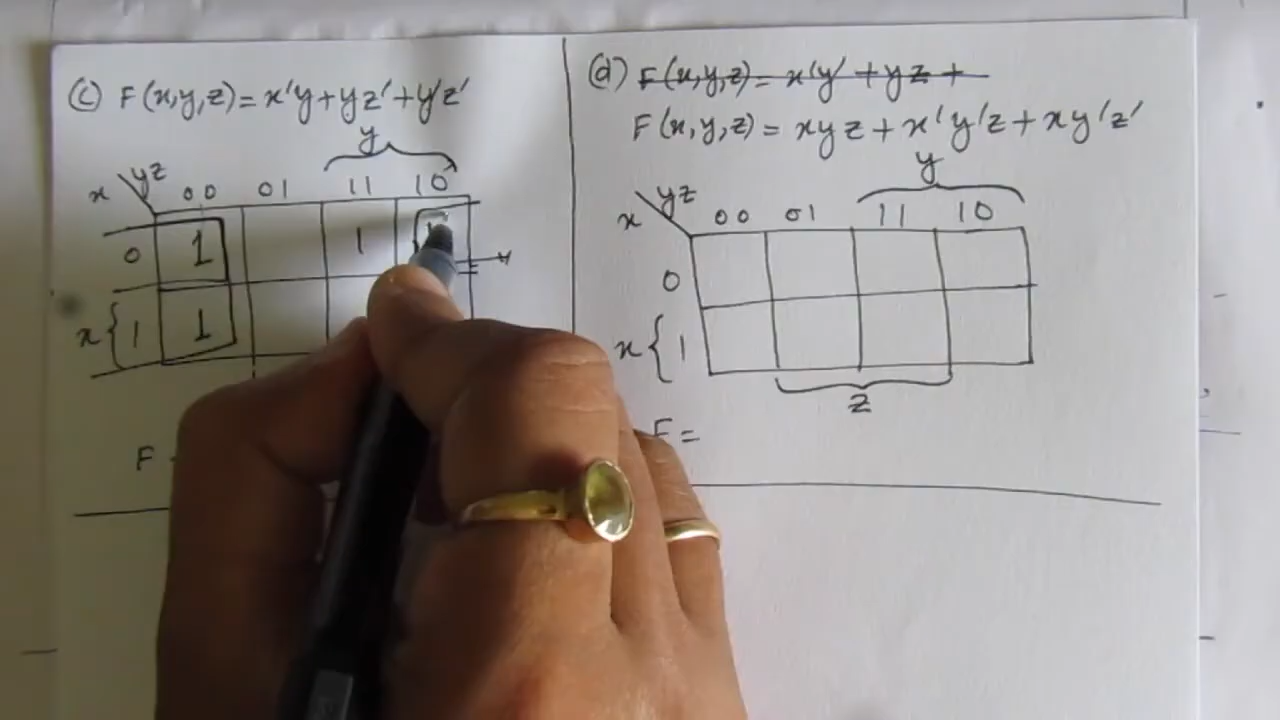 (c) F(x,y,z)= x'y+yz'+y'z'
y
x yz 00 01 11 10
0 1 1
x { 1 1
F
(d) F(x,y,z)= x'y' + yz +
F(x,y,z) = xyz + x'y'z + xy'z'
y
x yz 00 01 11 10
0
x { 1
z
F =